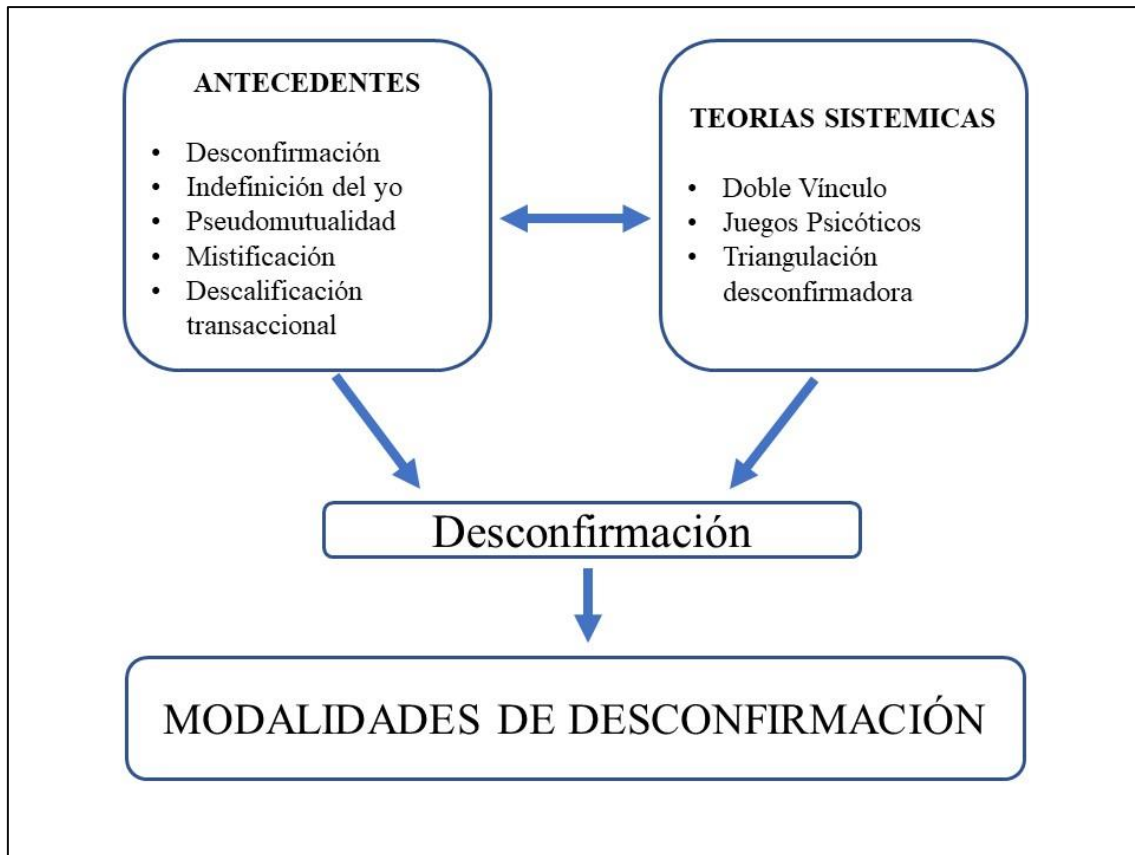 ANTECEDENTES
• Desconfirmación
• Indefinición del yo
• Pseudomutualidad
• Mistificación
• Descalificación
transaccional
TEORIAS SISTEMICAS
• Doble Vínculo
• Juegos Psicóticos
• Triangulación
desconfirmadora
Desconfirmación
MODALIDADES DE DESCONFIRMACIÓN